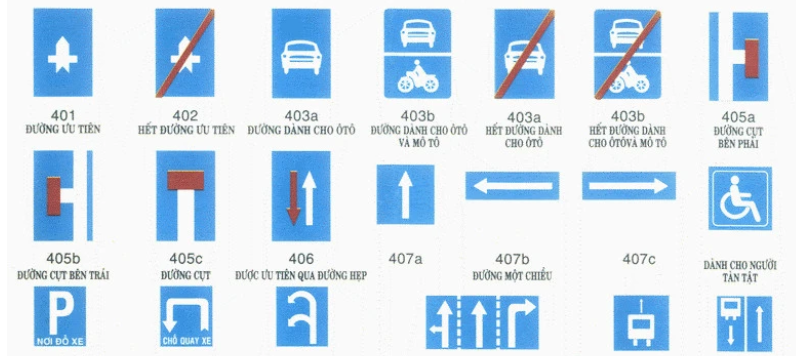 401
ĐƯỜNG ƯU TIÊN
402
HẾT ĐƯỜNG ƯU TIÊN
403a
ĐƯỜNG DÀNH CHO ÔTÔ
403b
ĐƯỜNG DÀNH CHO ÔTÔ
VÀ MÔ TÔ
403a
HẾT ĐƯỜNG DÀNH
CHO ÔTÔ
403b
HẾT ĐƯỜNG DÀNH
CHO ÔTÔVÀ MÔ TÔ
405a
ĐƯỜNG CỤT
BÊN PHẢI
405b
ĐƯỜNG CỤT BÊN TRÁI
405c
ĐƯỜNG CỤT
406
ĐƯỢC ƯU TIÊN QUA ĐƯỜNG HẸP
407a
407b
ĐƯỜNG MỘT CHIỀU
407c
DÀNH CHO NGƯỜI
TÀN TẬT
P
NƠI ĐỖ XE
CHỖ QUAY XE